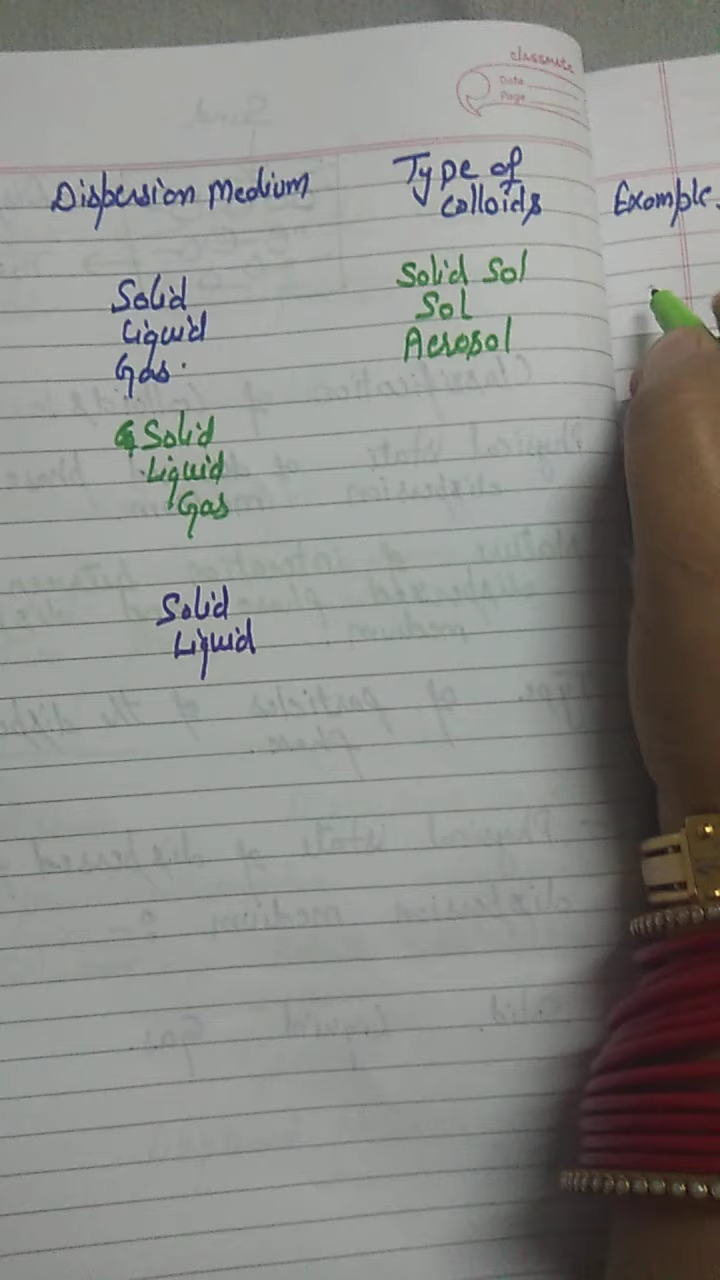 classmate
Date
Page
Dispersion Medium
Type of
Colloids
Example.
Solid
Liquid
Gas.
Solid Sol
Sol
Aerosol
Solid
Liquid
Gas
Solid
Liquid